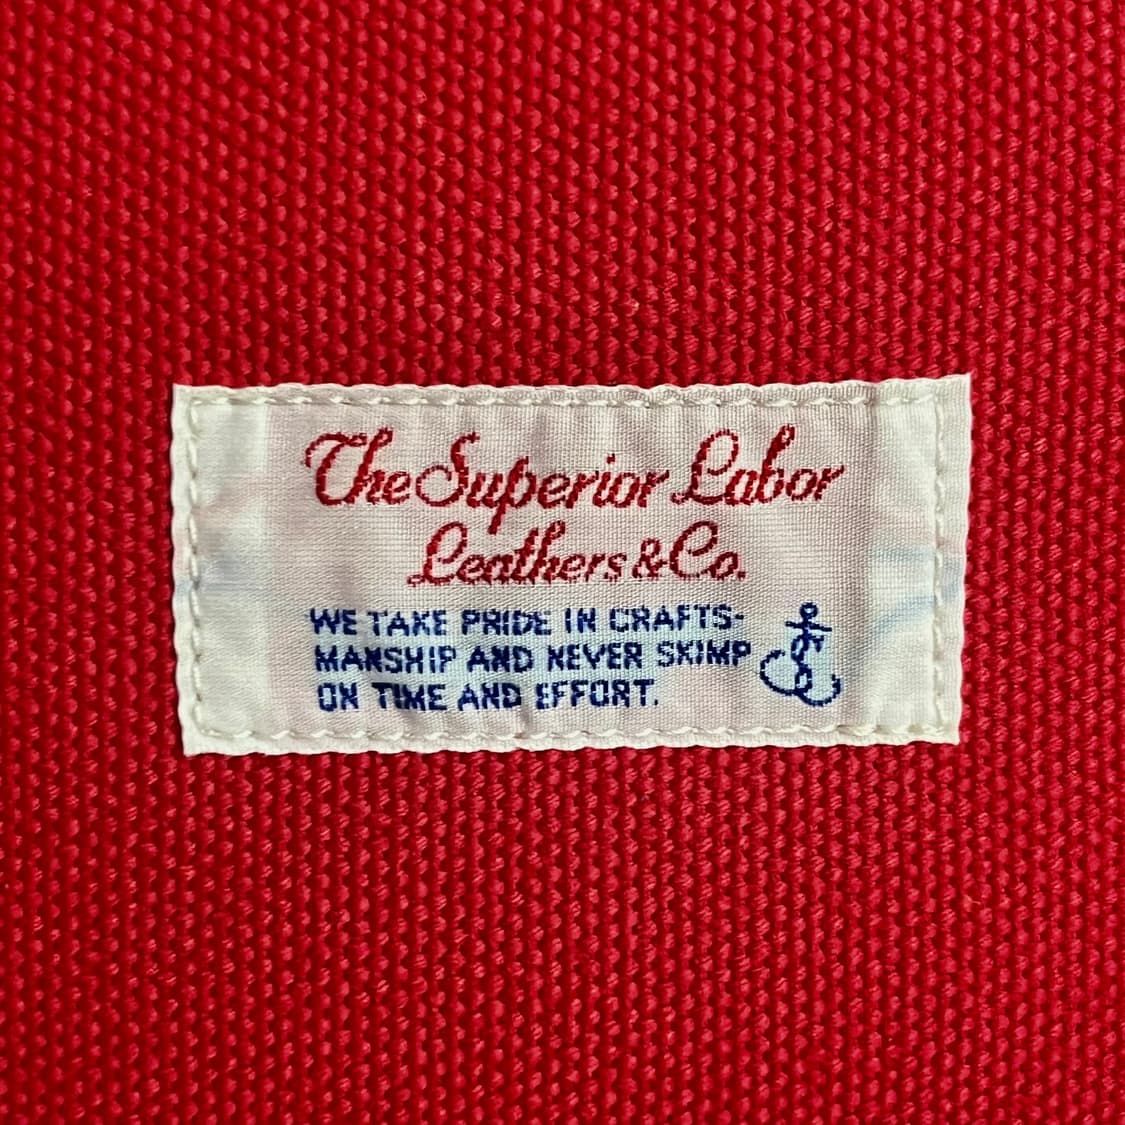 The Superior Labor
Leathers & Co.
WE TAKE PRIDE IN CRAFTS-
MANSHIP AND NEVER SKIMP
ON TIME AND EFFORT.